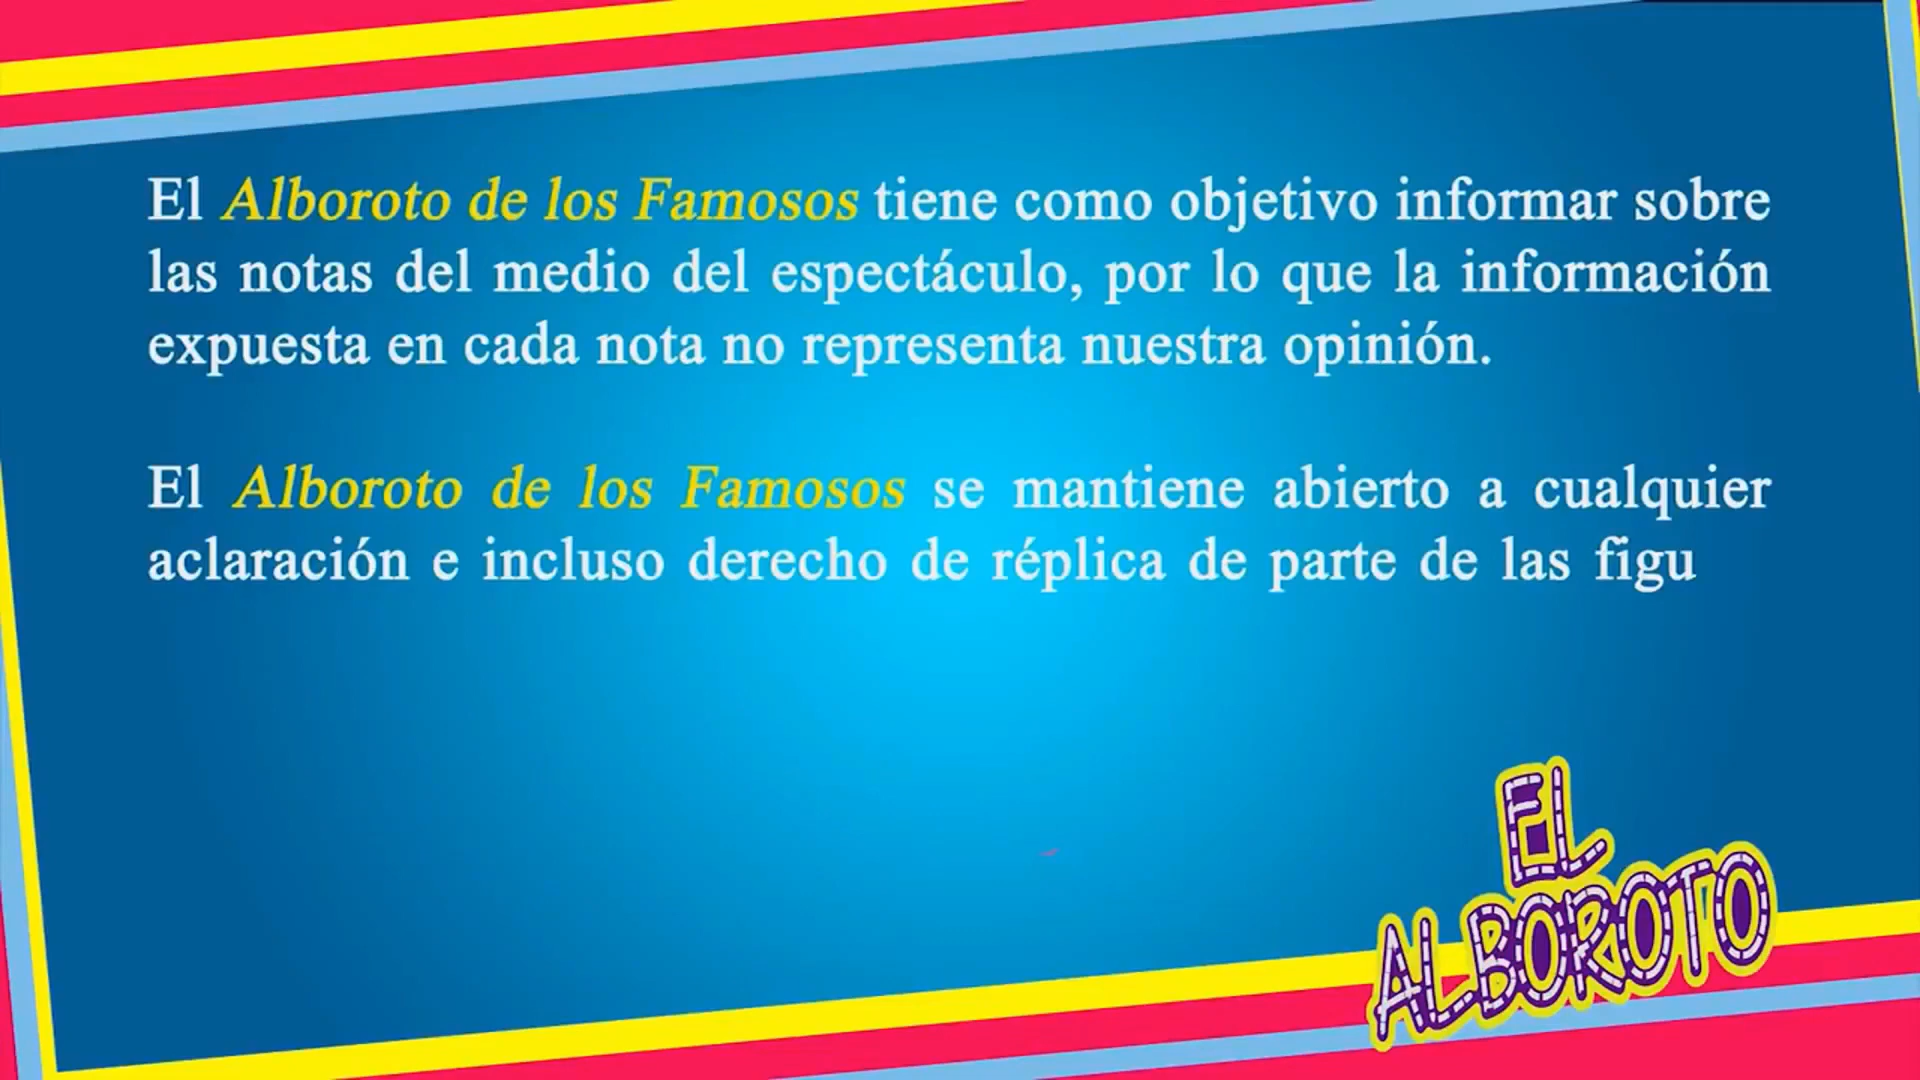 El Alboroto de los Famosos tiene como objetivo informar sobre
las notas del medio del espectáculo, por lo que la información
expuesta en cada nota no representa nuestra opinión.
El Alboroto de los Famosos se mantiene abierto a cualquier
aclaración e incluso derecho de réplica de parte de las figu
EL
ALBOROTO